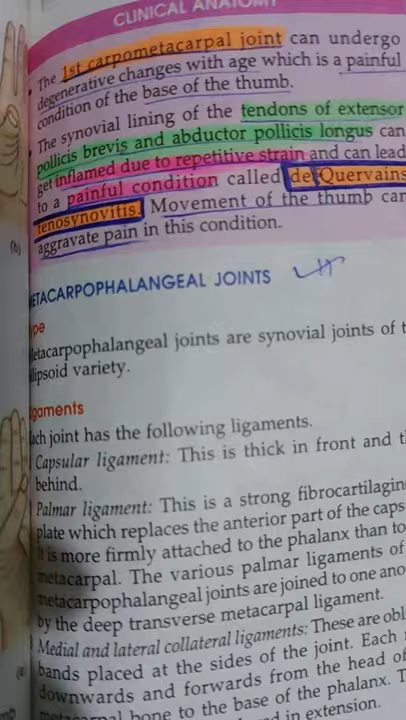 CLINICAL ANATOMY
The 1st carpometacarpal joint can undergo
degenerative changes with age which is a painful
condition of the base of the thumb.
The synovial lining of the tendons of extensor
pollicis brevis and abductor pollicis longus can
get inflamed due to repetitive strain and can lead
to a painful condition called de Quervains
tenosynovitis. Movement of the thumb can
aggravate pain in this condition.
(b)
ETACARPOPHALANGEAL JOINTS
ype
etacarpophalangeal joints are synovial joints of t
lipsoid variety.
igaments
ach joint has the following ligaments.
Capsular ligament: This is thick in front and th
behind.
Palmar ligament: This is a strong fibrocartilagin
plate which replaces the anterior part of the caps
It is more firmly attached to the phalanx than to
metacarpal. The various palmar ligaments of
metacarpophalangeal joints are joined to one ano
by the deep transverse metacarpal ligament.
Medial and lateral collateral ligaments: These are obl
bands placed at the sides of the joint. Each
downwards and forwards from the head of
metacarpal bone to the base of the phalanx. T
in extension.